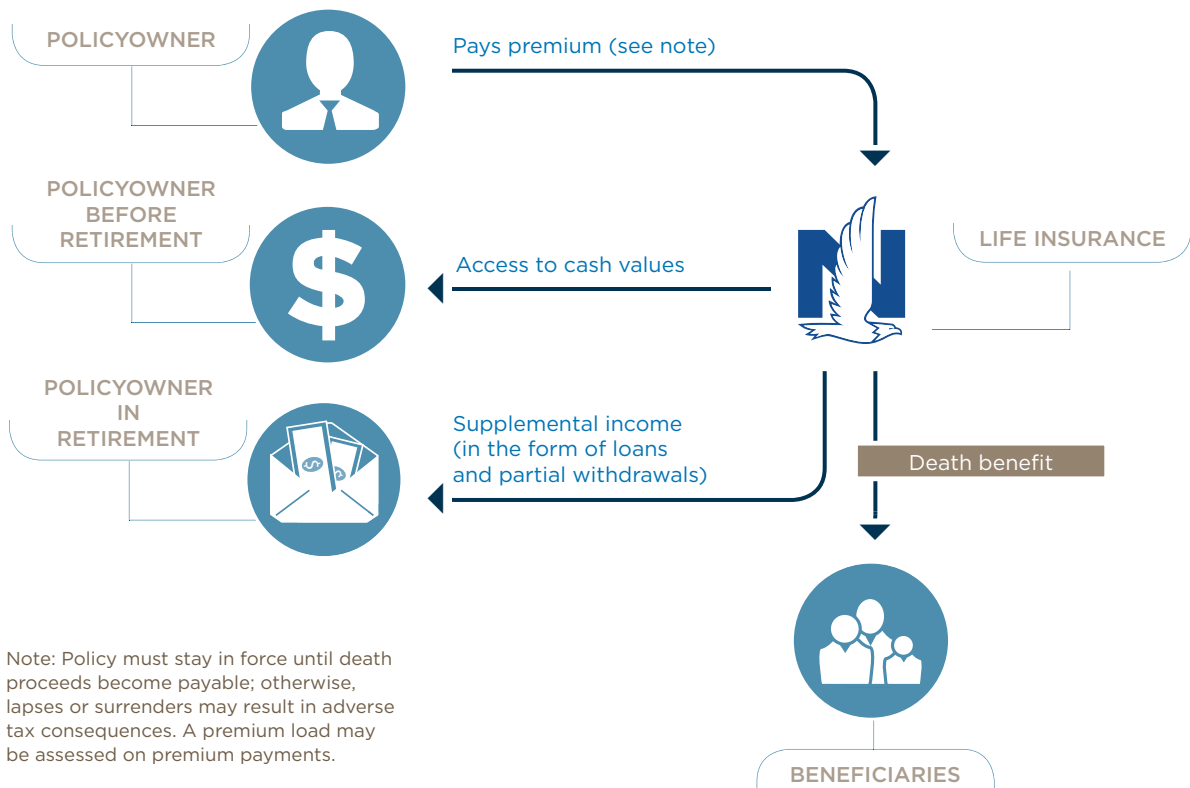 POLICYOWNER
Pays premium (see note)
POLICYOWNER
BEFORE
RETIREMENT
Access to cash values
LIFE INSURANCE
POLICYOWNER
IN
RETIREMENT
Supplemental income
(in the form of loans
and partial withdrawals)
Death benefit
Note: Policy must stay in force until death
proceeds become payable; otherwise,
lapses or surrenders may result in adverse
tax consequences. A premium load may
be assessed on premium payments.
BENEFICIARIES